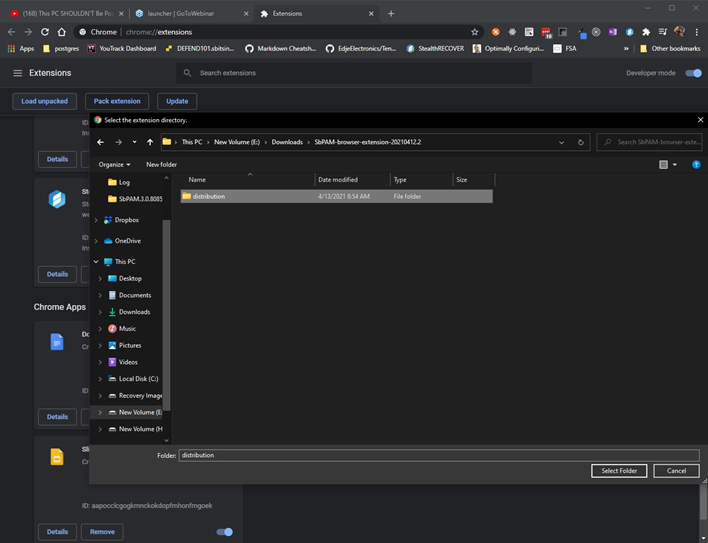 (168) This PC SHOULDN'T Be Po
launcher | GoToWebinar
Extensions
Chrome | chrome://extensions
10
Apps
postgres
YouTrack Dashboard
DEFEND101.sbitsin...
Markdown Cheatsh...
EdjeElectronics/Ten...
StealthRECOVER
Optimally Configuri...
FSA
»
Other bookmarks
Extensions
Search extensions
Developer mode
Load unpacked
Pack extension
Update
Select the extension directory.
This PC > New Volume (E:) > Downloads > SbPAM-browser-extension-20210412.2
Search SbPAM-browser-exte...
Organize
New folder
Name
Date modified
Type
Size
distribution
4/13/2021 8:54 AM
File folder
Log
SbPAM.3.0.8085
Dropbox
OneDrive
This PC
Desktop
Documents
Downloads
Music
Pictures
Videos
Local Disk (C:)
Recovery Image
New Volume (E:
New Volume (H
Folder: distribution
Select Folder
Cancel
ID:
Ins
Details
Ste
Ste
we
ID:
Ins
Details
Chrome Apps
Do
Cr
ID:
Details
Sli
Cr
ID: aapocclcgogkmnckokdopfmhonfmgoek
Details
Remove